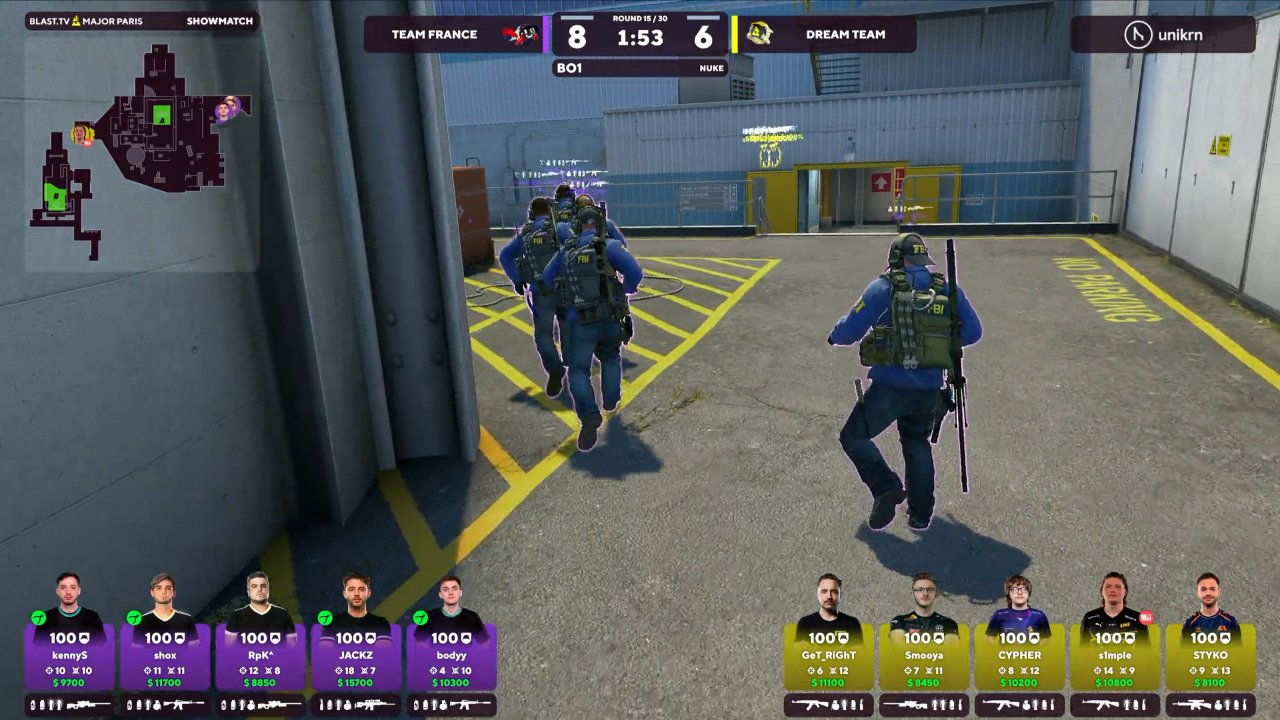 BLAST.TV MAJOR PARIS SHOWMATCH
TEAM FRANCE 8 ROUND 15 / 30 1:53 6 DREAM TEAM
unikrn
BO1 NUKE
A
B
NO PARKING
FBI
FBI
FBI
100 100 100 100 100
kennyS shox RpK^ JACKZ bodyy
10 10 11 11 12 8 18 7 4 10
$9700 $11700 $8850 $15700 $10300
100 100 100 100 100
GeT_RiGhT Smooya CYPHER s1mple STYKO
6 12 7 11 8 12 14 9 9 13
$11100 $8450 $10200 $10800 $8100